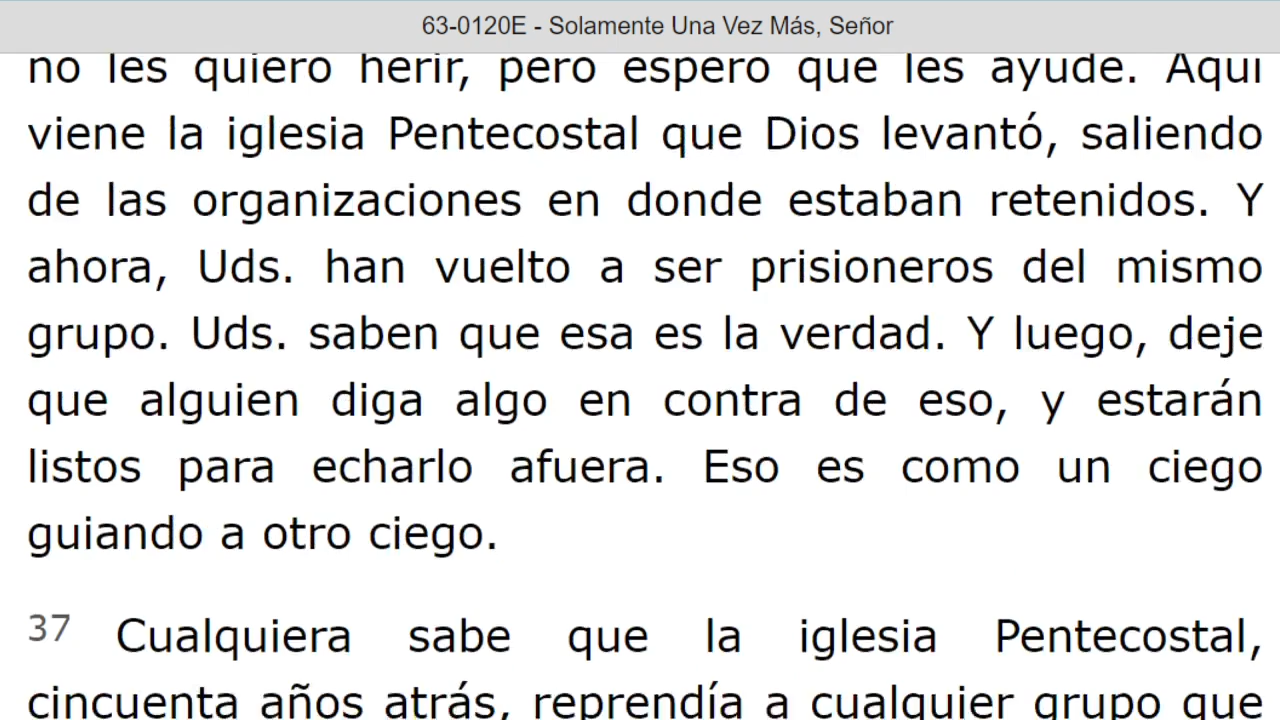 63-0120E - Solamente Una Vez Más, Señor
no les quiero herir, pero espero que les ayude. Aquí
viene la iglesia Pentecostal que Dios levantó, saliendo
de las organizaciones en donde estaban retenidos. Y
ahora, Uds. han vuelto a ser prisioneros del mismo
grupo. Uds. saben que esa es la verdad. Y luego, deje
que alguien diga algo en contra de eso, y estarán
listos para echarlo afuera. Eso es como un ciego
guiando a otro ciego.
37 Cualquiera sabe que la iglesia Pentecostal,
cincuenta años atrás, reprendía a cualquier grupo que